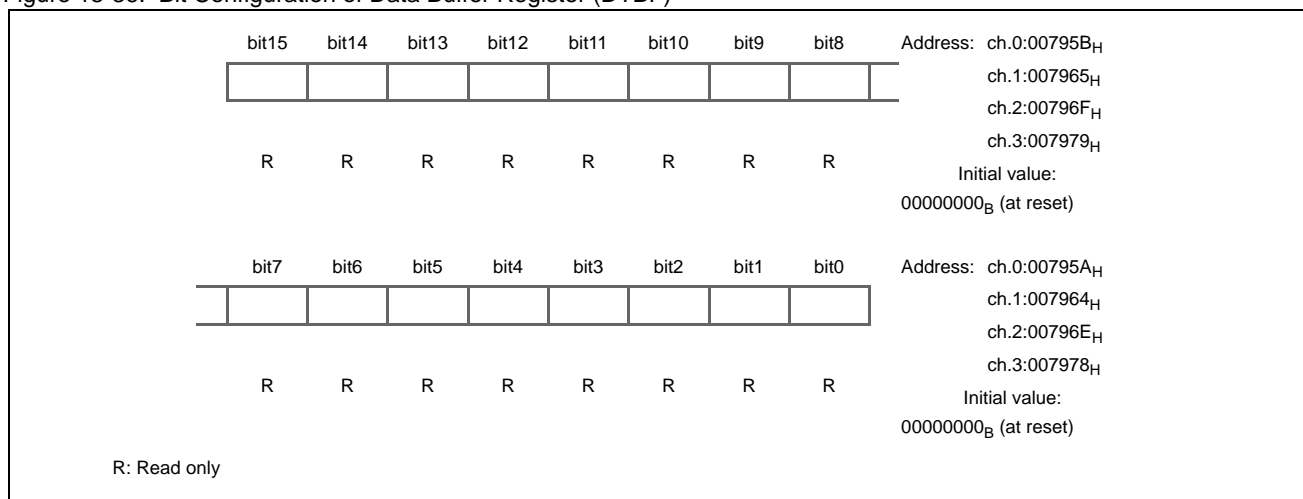 bit15 bit14 bit13 bit12 bit11 bit10 bit9 bit8 Address: ch.0:00795BH
ch.1:007965H
ch.2:00796FH
ch.3:007979H
R R R R R R R R
Initial value:
00000000B (at reset)
bit7 bit6 bit5 bit4 bit3 bit2 bit1 bit0 Address: ch.0:00795AH
ch.1:007964H
ch.2:00796EH
ch.3:007978H
R R R R R R R R
Initial value:
00000000B (at reset)
R: Read only